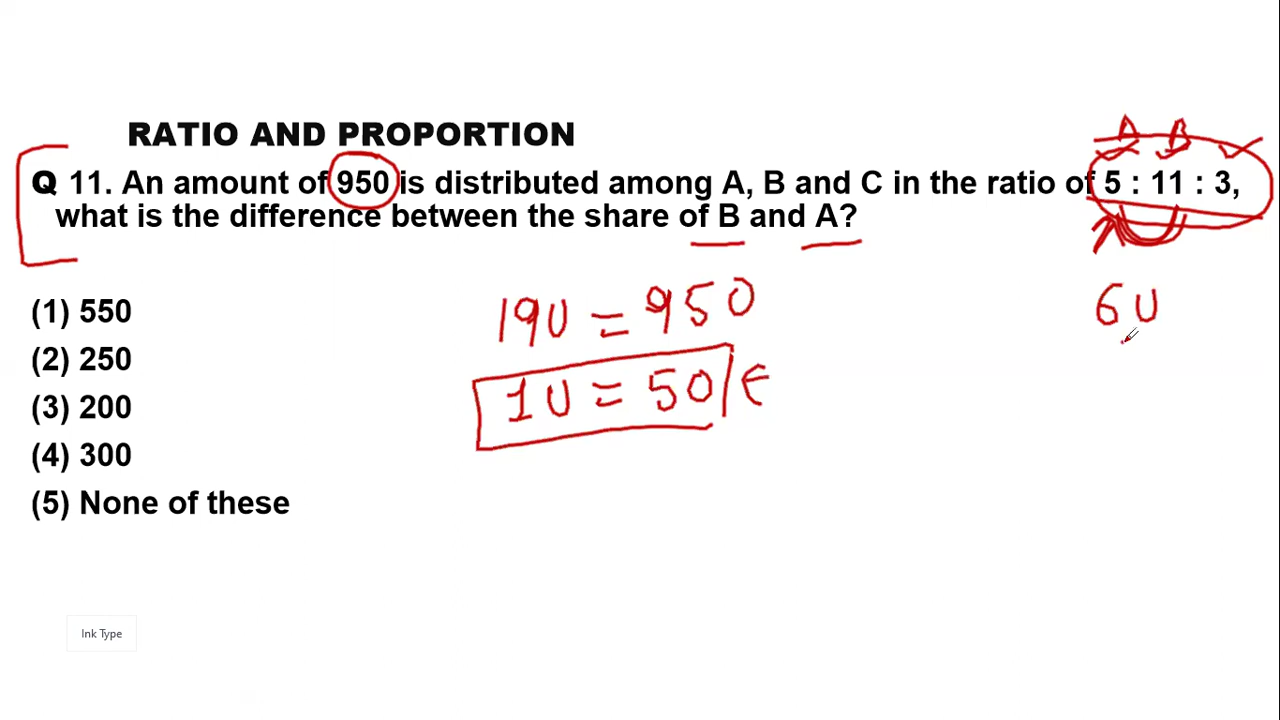 RATIO AND PROPORTION
A B
Q 11. An amount of 950 is distributed among A, B and C in the ratio of 5 : 11 : 3,
what is the difference between the share of B and A?
(1) 550
19U = 950
6U
(2) 250
1U = 50/E
(3) 200
(4) 300
(5) None of these
Ink Type